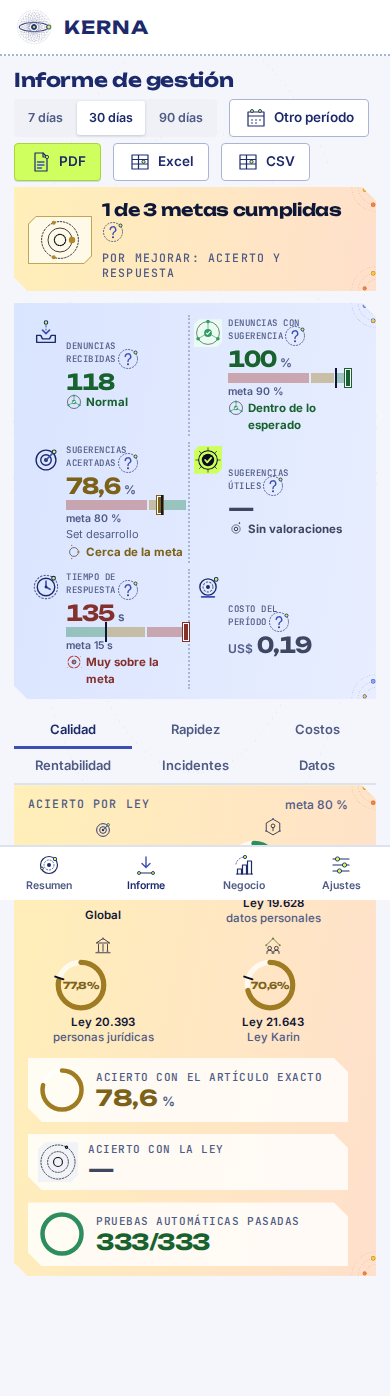 KERNA
Informe de gestión
7 días
30 días
90 días
Otro período
PDF
Excel
CSV
1 de 3 metas cumplidas
?
POR MEJORAR: ACIERTO Y
RESPUESTA
DENUNCIAS
RECIBIDAS ?
118
Normal
DENUNCIAS CON
SUGERENCIA ?
100 %
meta 90 %
Dentro de lo
esperado
SUGERENCIAS
ACERTADAS ?
78,6 %
meta 80 %
Set desarrollo
Cerca de la meta
SUGERENCIAS
ÚTILES ?
—
Sin valoraciones
TIEMPO DE
RESPUESTA ?
135 s
meta 15 s
Muy sobre la
meta
COSTO DEL
PERÍODO ?
US$ 0,19
Calidad
Rapidez
Costos
Rentabilidad
Incidentes
Datos
ACIERTO POR LEY
meta 80 %
Resumen
Informe
Negocio
Ajustes
Global
Ley 19.628
datos personales
77,8%
Ley 20.393
personas jurídicas
70,6%
Ley 21.643
Ley Karin
ACIERTO CON EL ARTÍCULO EXACTO
78,6 %
ACIERTO CON LA LEY
—
PRUEBAS AUTOMÁTICAS PASADAS
333/333